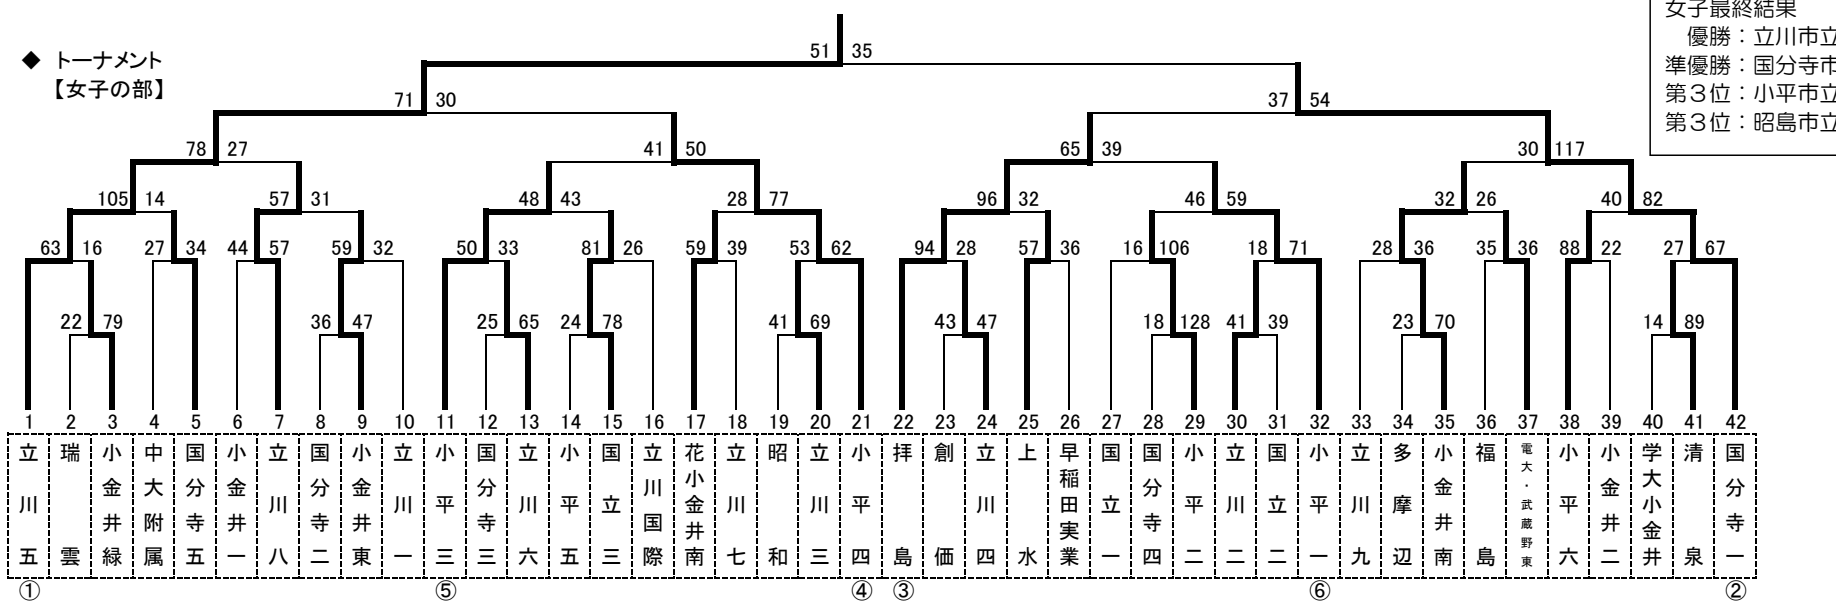 ◆ トーナメント
【女子の部】
女子最終結果
優勝：立川市立
準優勝：国分寺市
第３位：小平市立
第３位：昭島市立
51 35
71 30 37 54
78 27 41 50 65 39 30 117
105 14 57 31 48 43 28 77 96 32 46 59 32 26 40 82
63 16 27 34 44 57 59 32 50 33 81 26 59 39 53 62 94 28 57 36 16 106 18 71 28 36 35 36 88 22 27 67
22 79 36 47 25 65 24 78 41 69 43 47 18 128 41 39 23 70 14 89
1 2 3 4 5 6 7 8 9 10 11 12 13 14 15 16 17 18 19 20 21 22 23 24 25 26 27 28 29 30 31 32 33 34 35 36 37 38 39 40 41 42
立川五
瑞雲
小金井緑
中大附属
国分寺五
小金井一
立川八
国分寺二
小金井東
立川一
小平三
国分寺三
立川六
小平五
国立三
立川国際
花小金井南
立川七
昭和
立川三
小平四
拝島
創価
立川四
上水
早稲田実業
国立一
国分寺四
小平二
立川二
国立二
小平一
立川九
多摩辺
小金井南
福島
電大・武蔵野東
小平六
小金井二
学大小金井
清泉
国分寺一
① ⑤ ④ ③ ⑥ ②